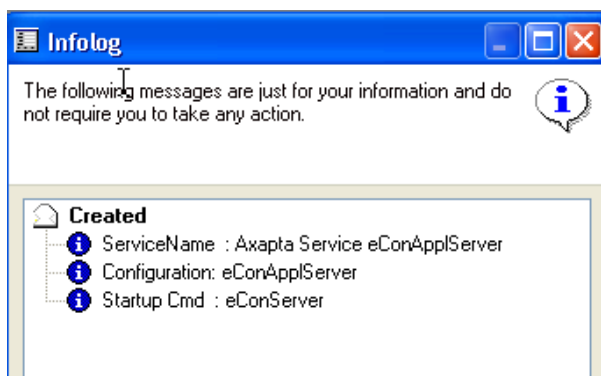 Infolog
The following messages are just for your information and do
not require you to take any action.
Created
ServiceName : Axapta Service eConApplServer
Configuration: eConApplServer
Startup Cmd : eConServer